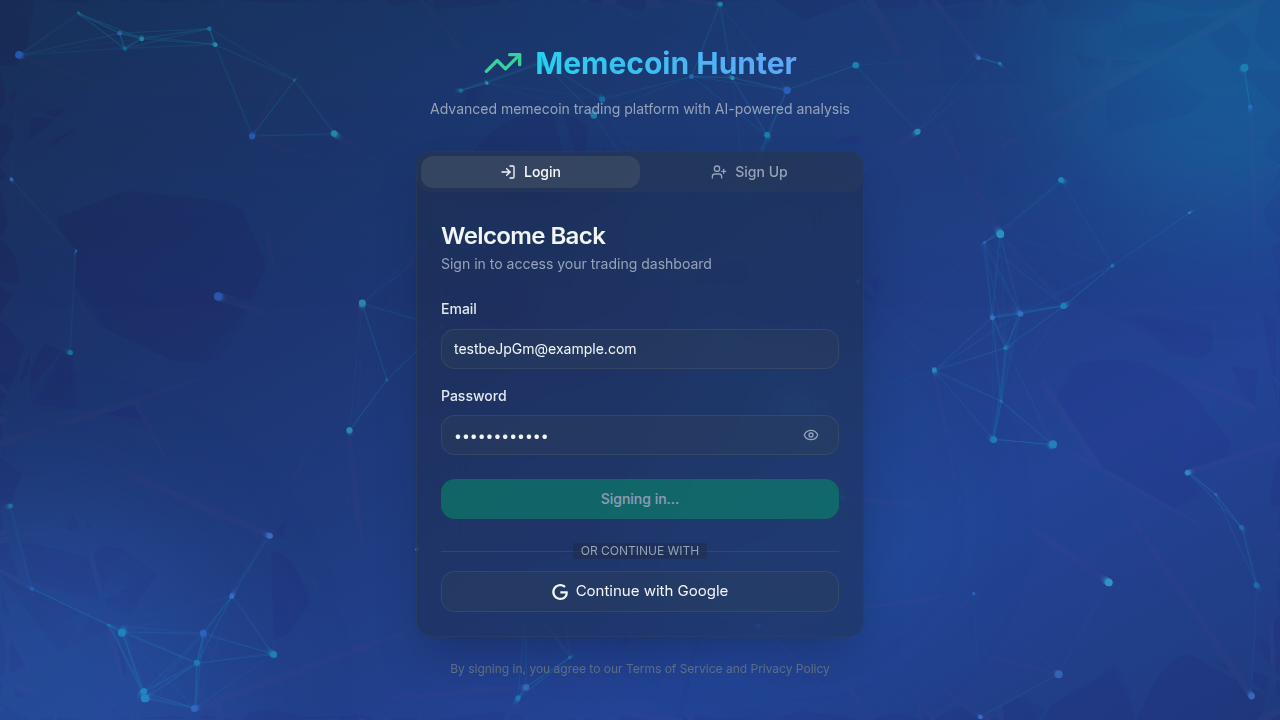 Memecoin Hunter
Advanced memecoin trading platform with AI-powered analysis
Login
Sign Up
Welcome Back
Sign in to access your trading dashboard
Email
testbeJpGm@example.com
Password
••••••••••••
Signing in...
OR CONTINUE WITH
Continue with Google
By signing in, you agree to our Terms of Service and Privacy Policy